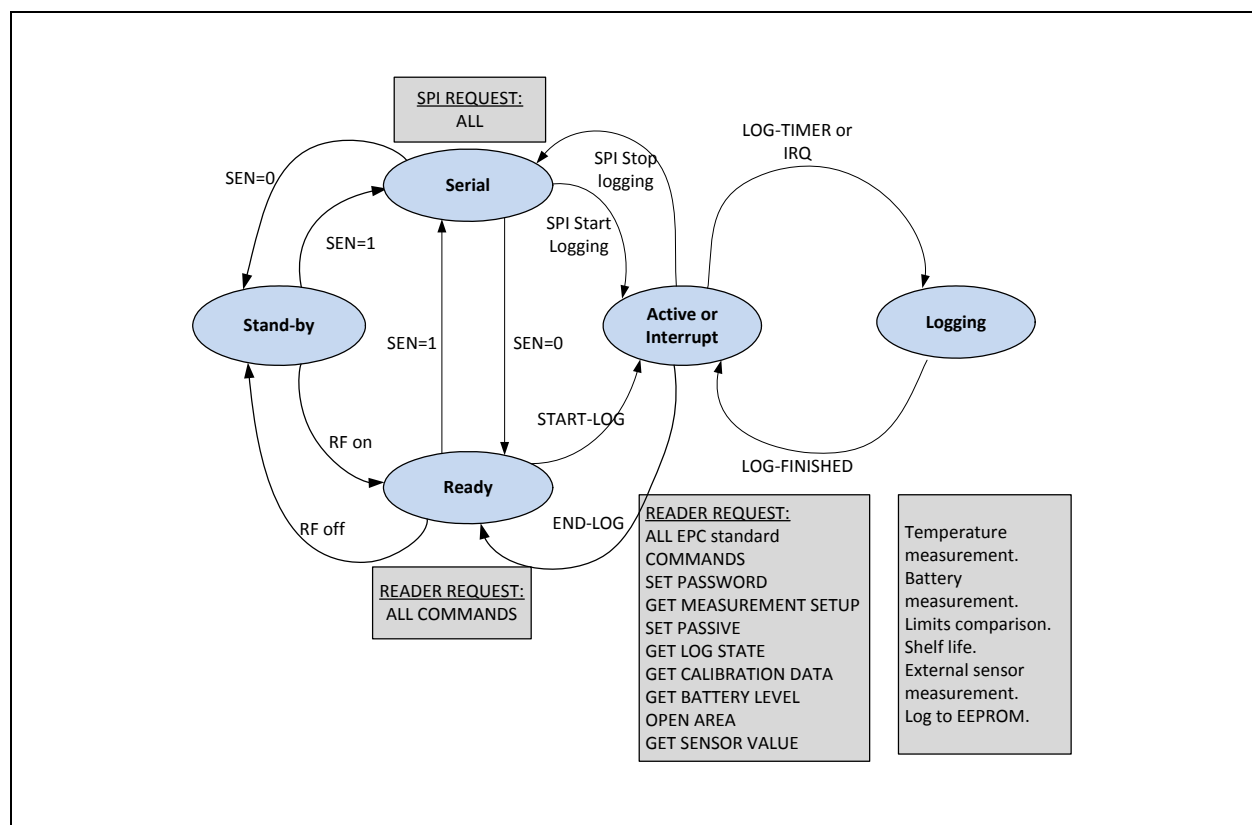 SPI REQUEST:
ALL
LOG-TIMER or
IRQ
SPI Stop
logging
SEN=0
Serial
SPI Start
Logging
SEN=1
Stand-by
Active or
Interrupt
Logging
SEN=1
SEN=0
START-LOG
RF on
LOG-FINISHED
Ready
RF off
END-LOG
READER REQUEST:
ALL COMMANDS
READER REQUEST:
ALL EPC standard
COMMANDS
SET PASSWORD
GET MEASUREMENT SETUP
SET PASSIVE
GET LOG STATE
GET CALIBRATION DATA
GET BATTERY LEVEL
OPEN AREA
GET SENSOR VALUE
Temperature
measurement.
Battery
measurement.
Limits comparison.
Shelf life.
External sensor
measurement.
Log to EEPROM.